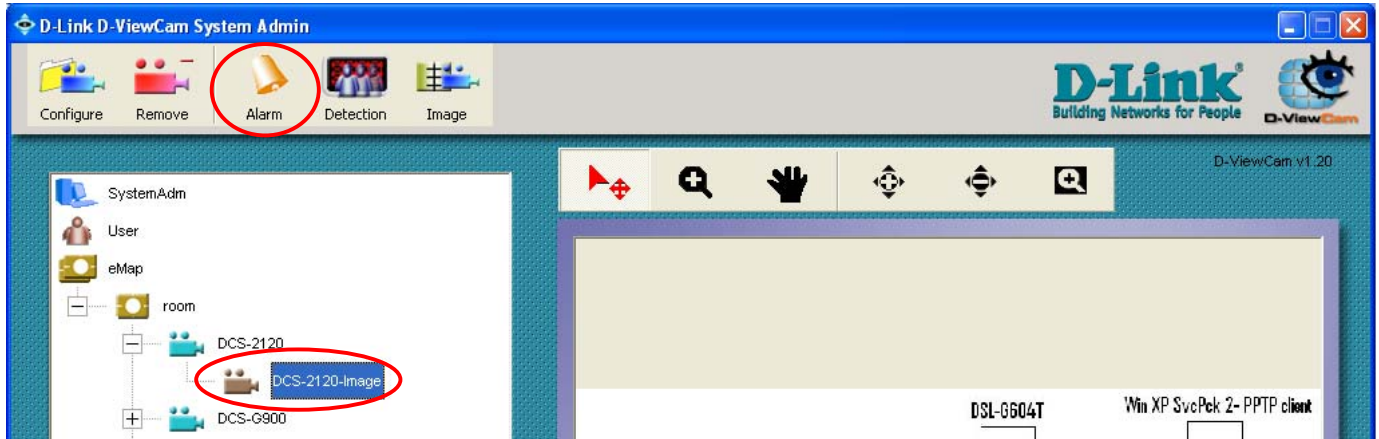 D-Link D-ViewCam System Admin
Configure Remove Alarm Detection Image
D-Link
Building Networks for People
D-ViewCam
D-ViewCam v1.20
SystemAdm
User
eMap
room
DCS-2120
DCS-2120-Image
DCS-G900
DSL-G604T
Win XP SvcPck 2- PPTP client